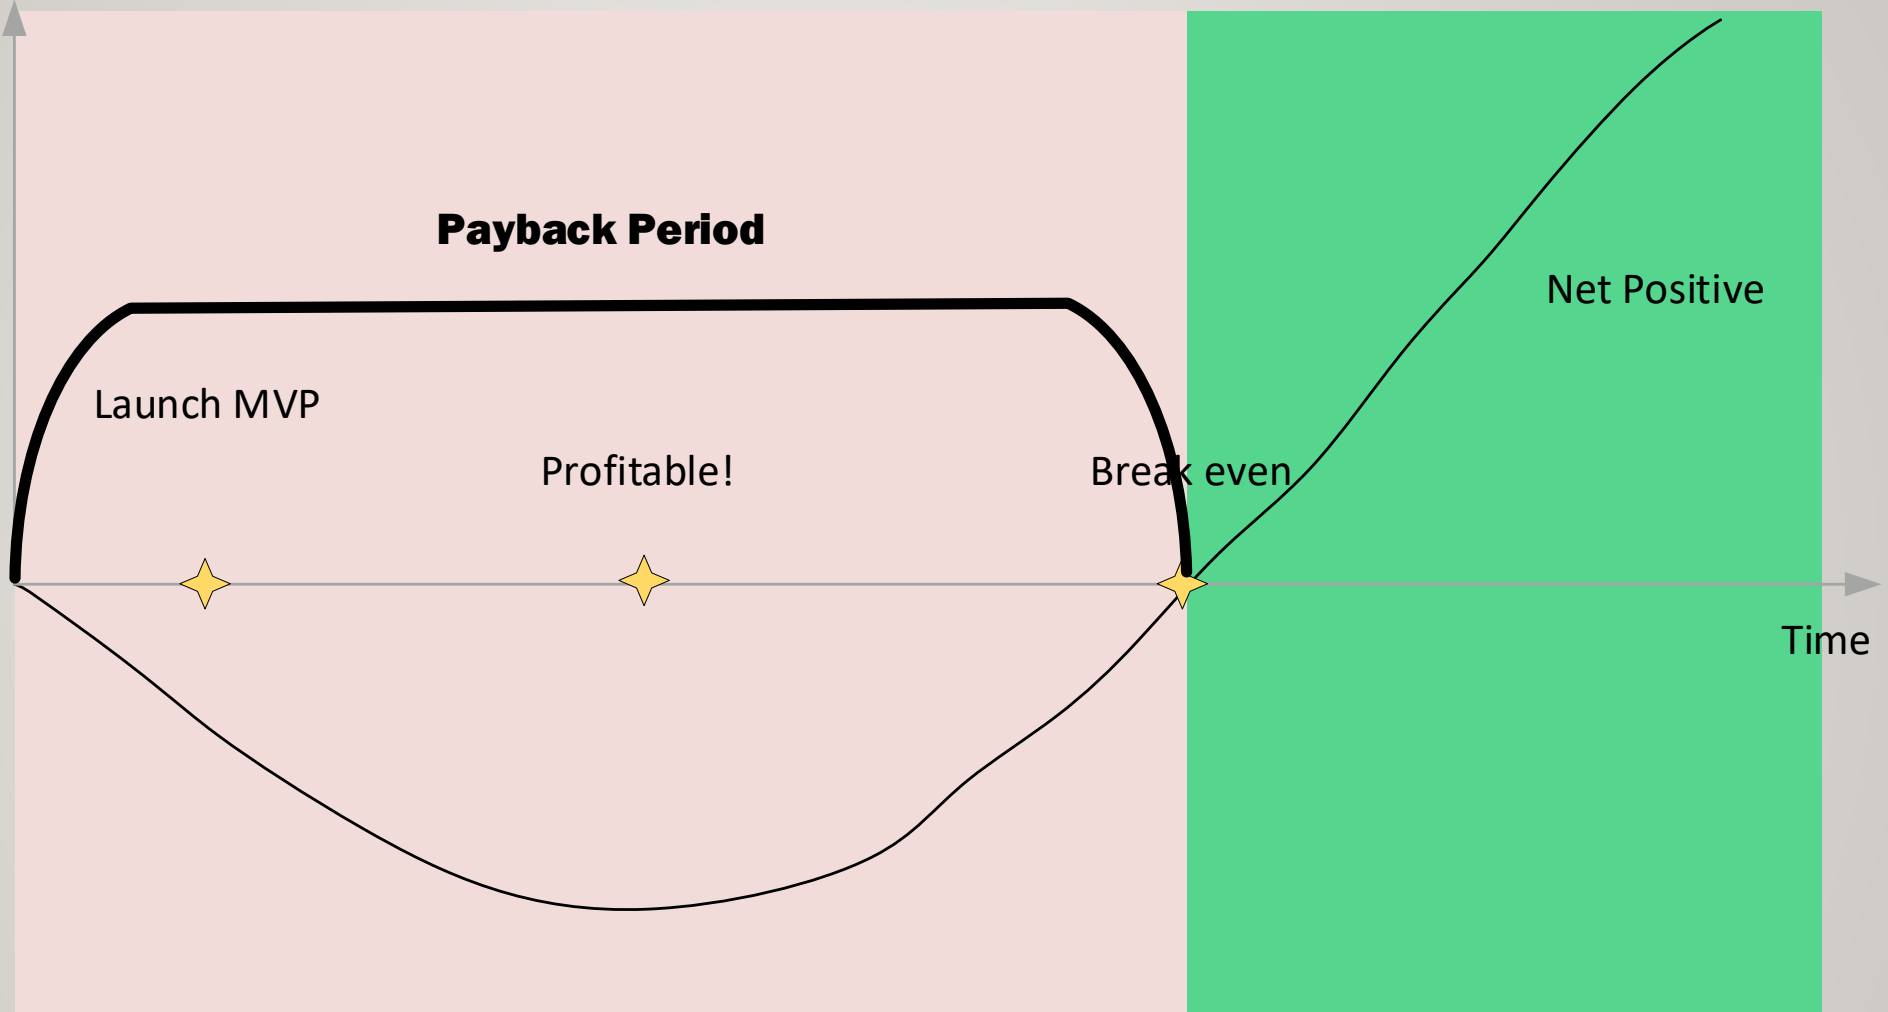 Payback Period
Net Positive
Launch MVP
Profitable!
Break even
Time